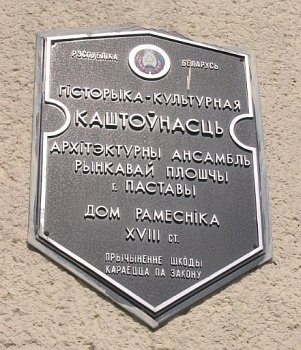 РЭСПУБЛІКА БЕЛАРУСЬ
ГІСТОРЫКА-КУЛЬТУРНАЯ
КАШТОЎНАСЦЬ
АРХІТЭКТУРНЫ АНСАМБЛЬ
РЫНКАВАЙ ПЛОШЧЫ
г. ПАСТАВЫ
ДОМ РАМЕСНІКА
XVIII СТ.
ПРЫЧЫНЕННЕ ШКОДЫ
КАРАЕЦЦА ПА ЗАКОНУ